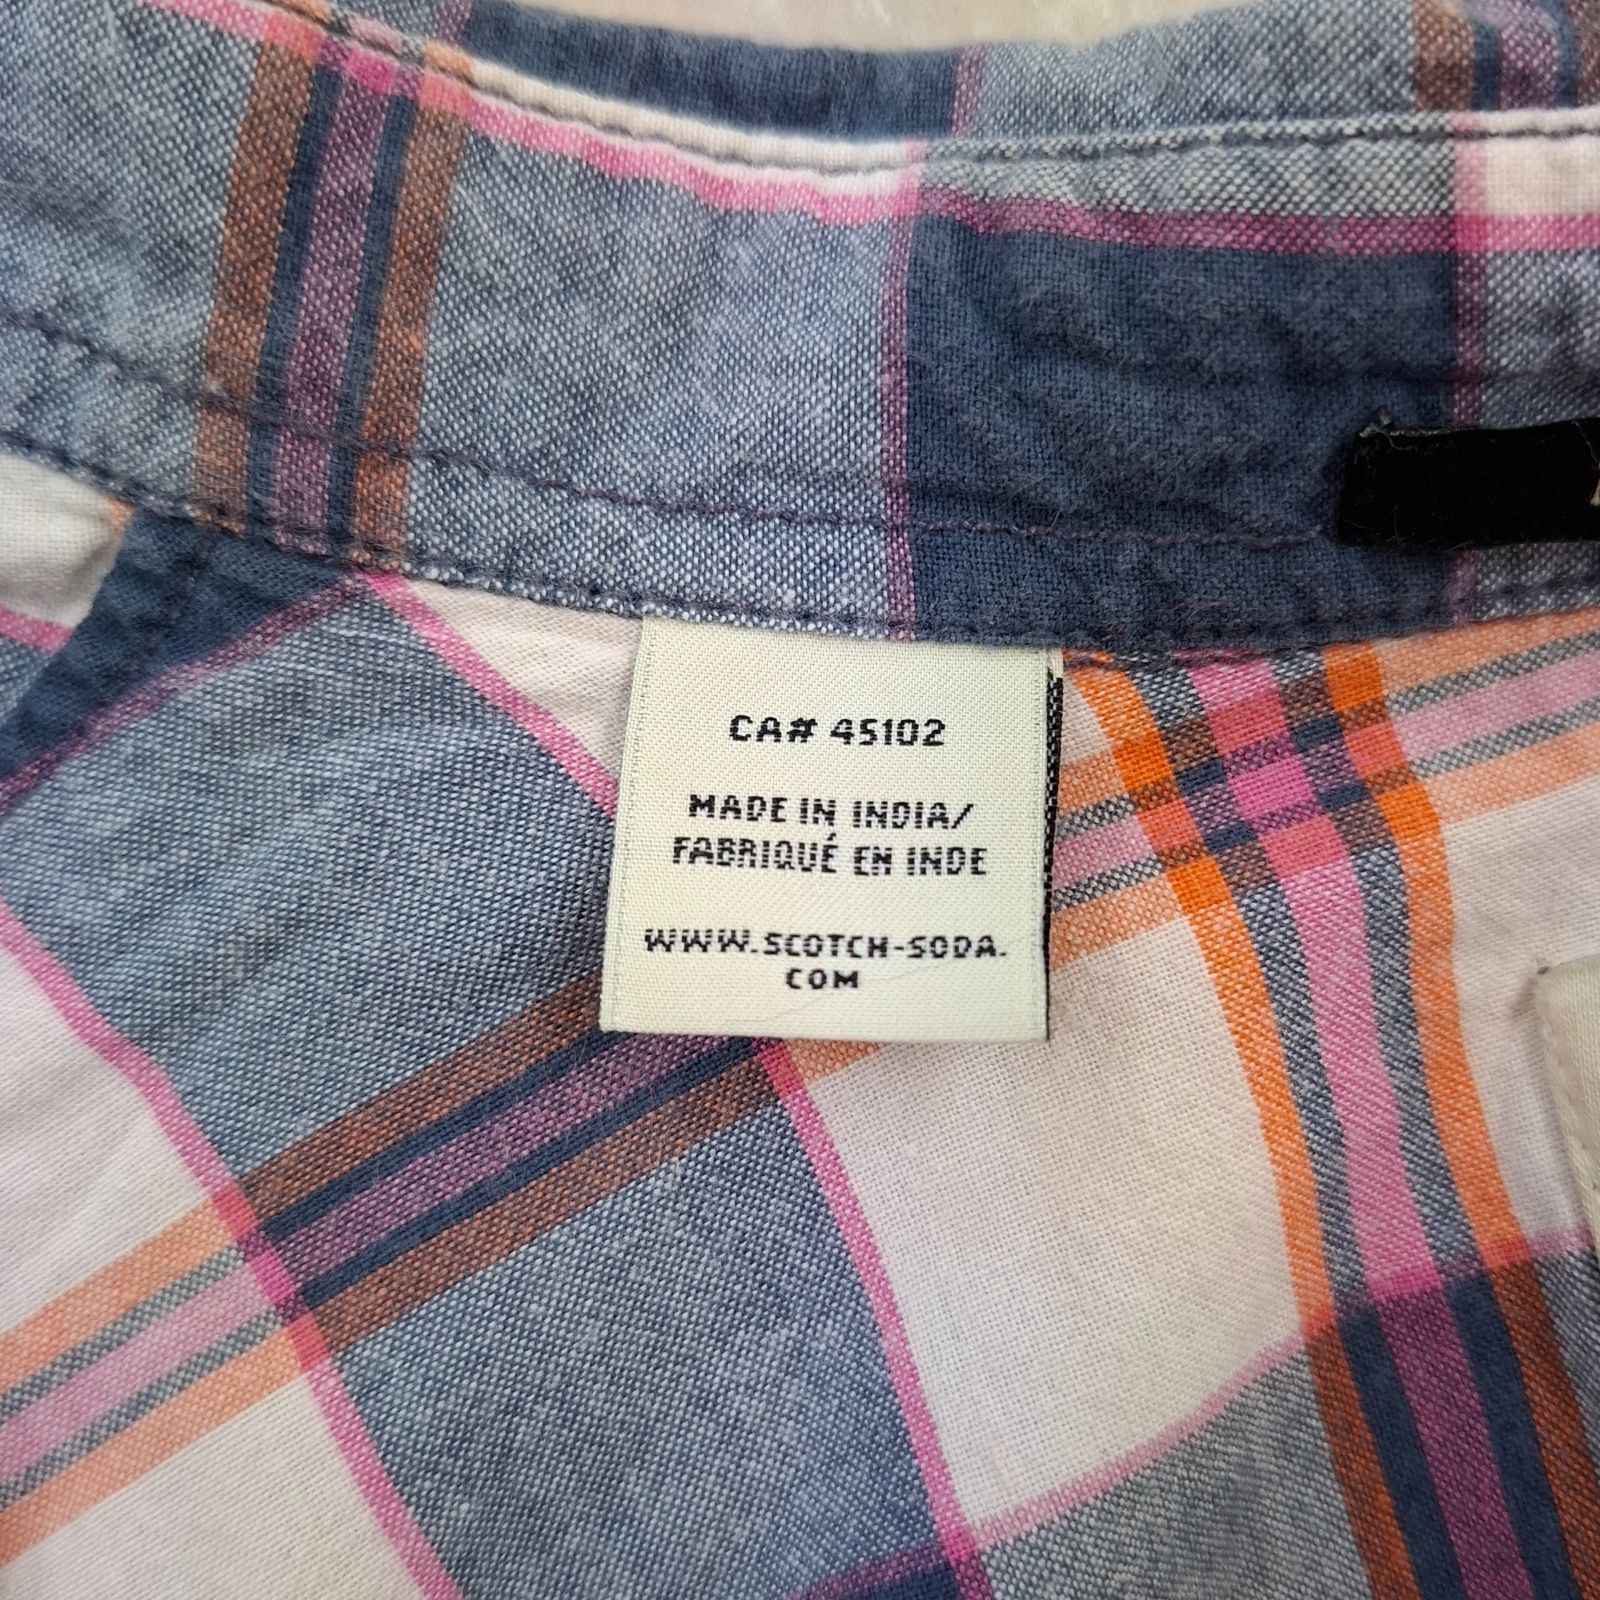 CA# 45102
MADE IN INDIA/
FABRIQUÉ EN INDE
WWW.SCOTCH-SODA.
COM